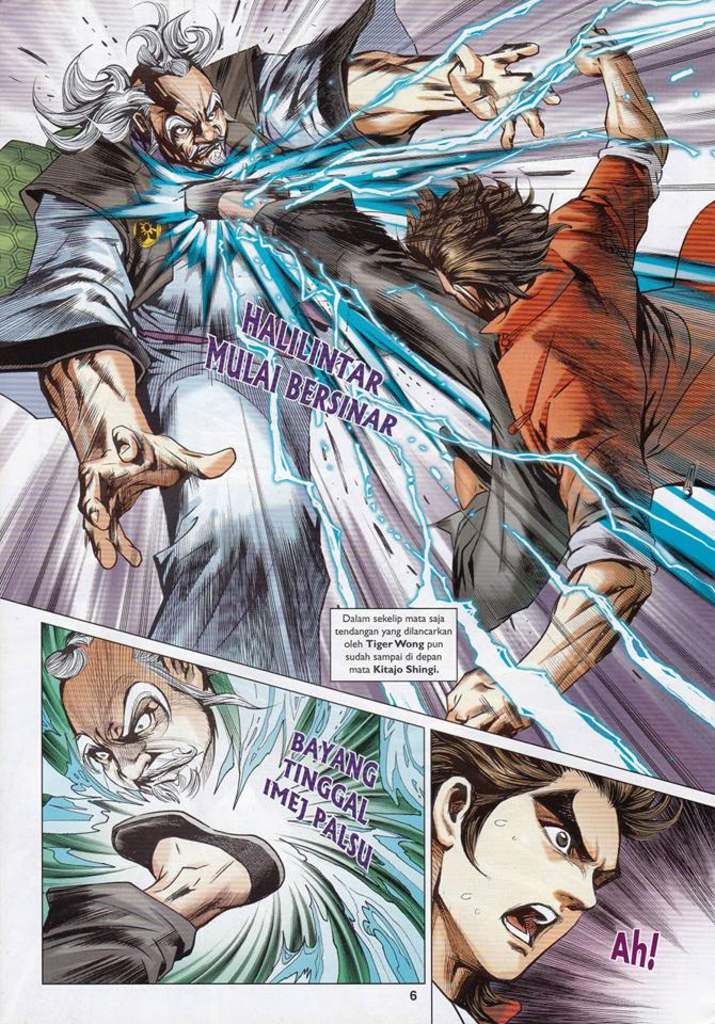 HALILINTAR
MULAI BERSINAR
Dalam sekelip mata saja
tendangan yang dilancarkan
oleh Tiger Wong pun
sudah sampai di depan
mata Kitajo Shingi.
BAYANG
TINGGAL
IMEJ PALSU
Ah!
6